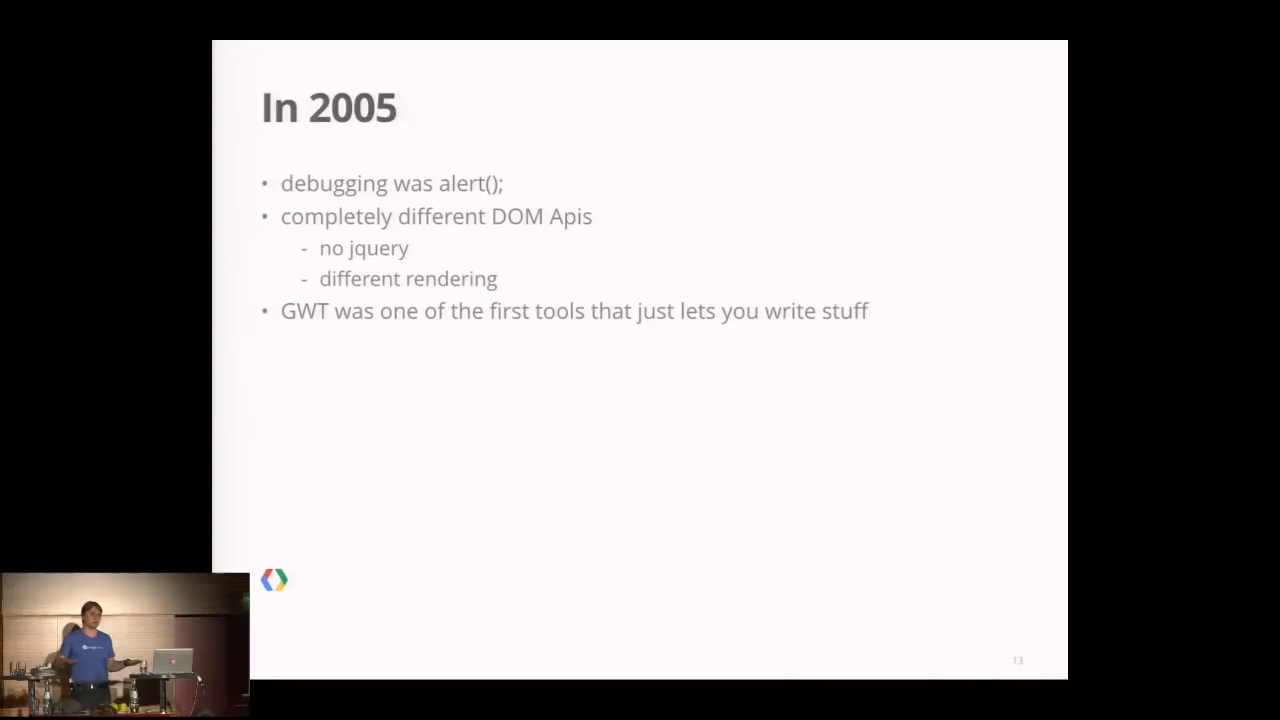 In 2005
• debugging was alert();
• completely different DOM Apis
- no jquery
- different rendering
• GWT was one of the first tools that just lets you write stuff
13